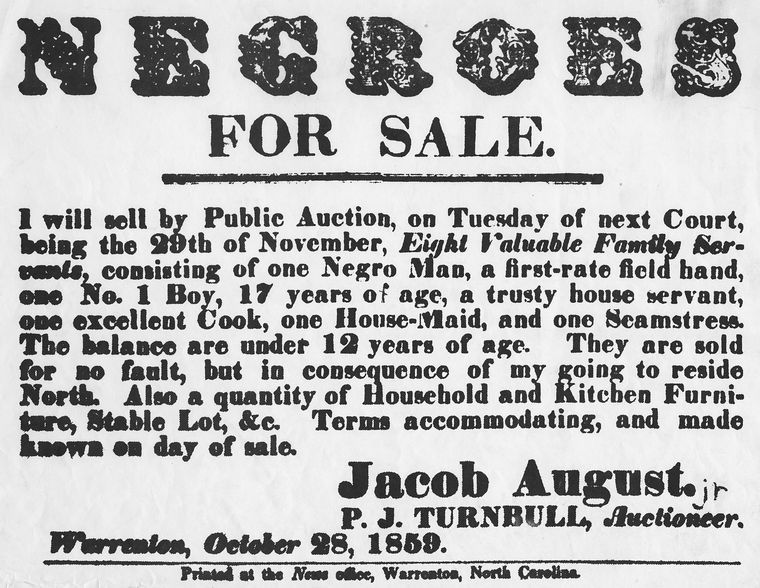 NEGROES
FOR SALE.
I will sell by Public Auction, on Tuesday of next Court,
being the 29th of November, Eight Valuable Family Ser-
vants, consisting of one Negro Man, a first-rate field hand,
one No. 1 Boy, 17 years of age, a trusty house servant,
one excellent Cook, one House-Maid, and one Seamstress.
The balance are under 12 years of age. They are sold
for no fault, but in consequence of my going to reside
North. Also a quantity of Household and Kitchen Furni-
ture, Stable Lot, &c. Terms accommodating, and made
known on day of sale.
Jacob August. jr
P. J. TURNBULL, Auctioneer.
Warrenton, October 28, 1859.
Printed at the News office, Warrenton, North Carolina.